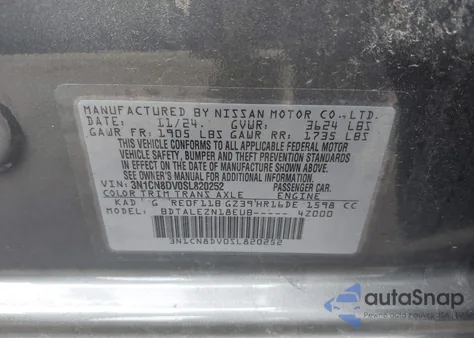 MANUFACTURED BY NISSAN MOTOR CO., LTD.
DATE: 11/24 GVWR: 3624 LBS
GAWR FR: 1905 LBS GAWR RR: 1735 LBS
THIS VEHICLE CONFORMS TO ALL APPLICABLE
FEDERAL MOTOR VEHICLE
SAFETY, BUMPER AND THEFT PREVENTION STANDARDS
IN EFFECT ON THE DATE OF MANUFACTURE
SHOWN ABOVE.
SEE OWNER'S MANUAL FOR ADDITIONAL INFORMATION
VIN: 3N1CN8DV0SL820252 PASSENGER CAR.
COLOR TRIM TRANS AXLE ENGINE
KAD G RE0F11B GZ39 HR16DE 1598 CC
MODEL: BDTALEZN18EUB----- 4Z000
3N1CN8DV0SL820252
autoSnap